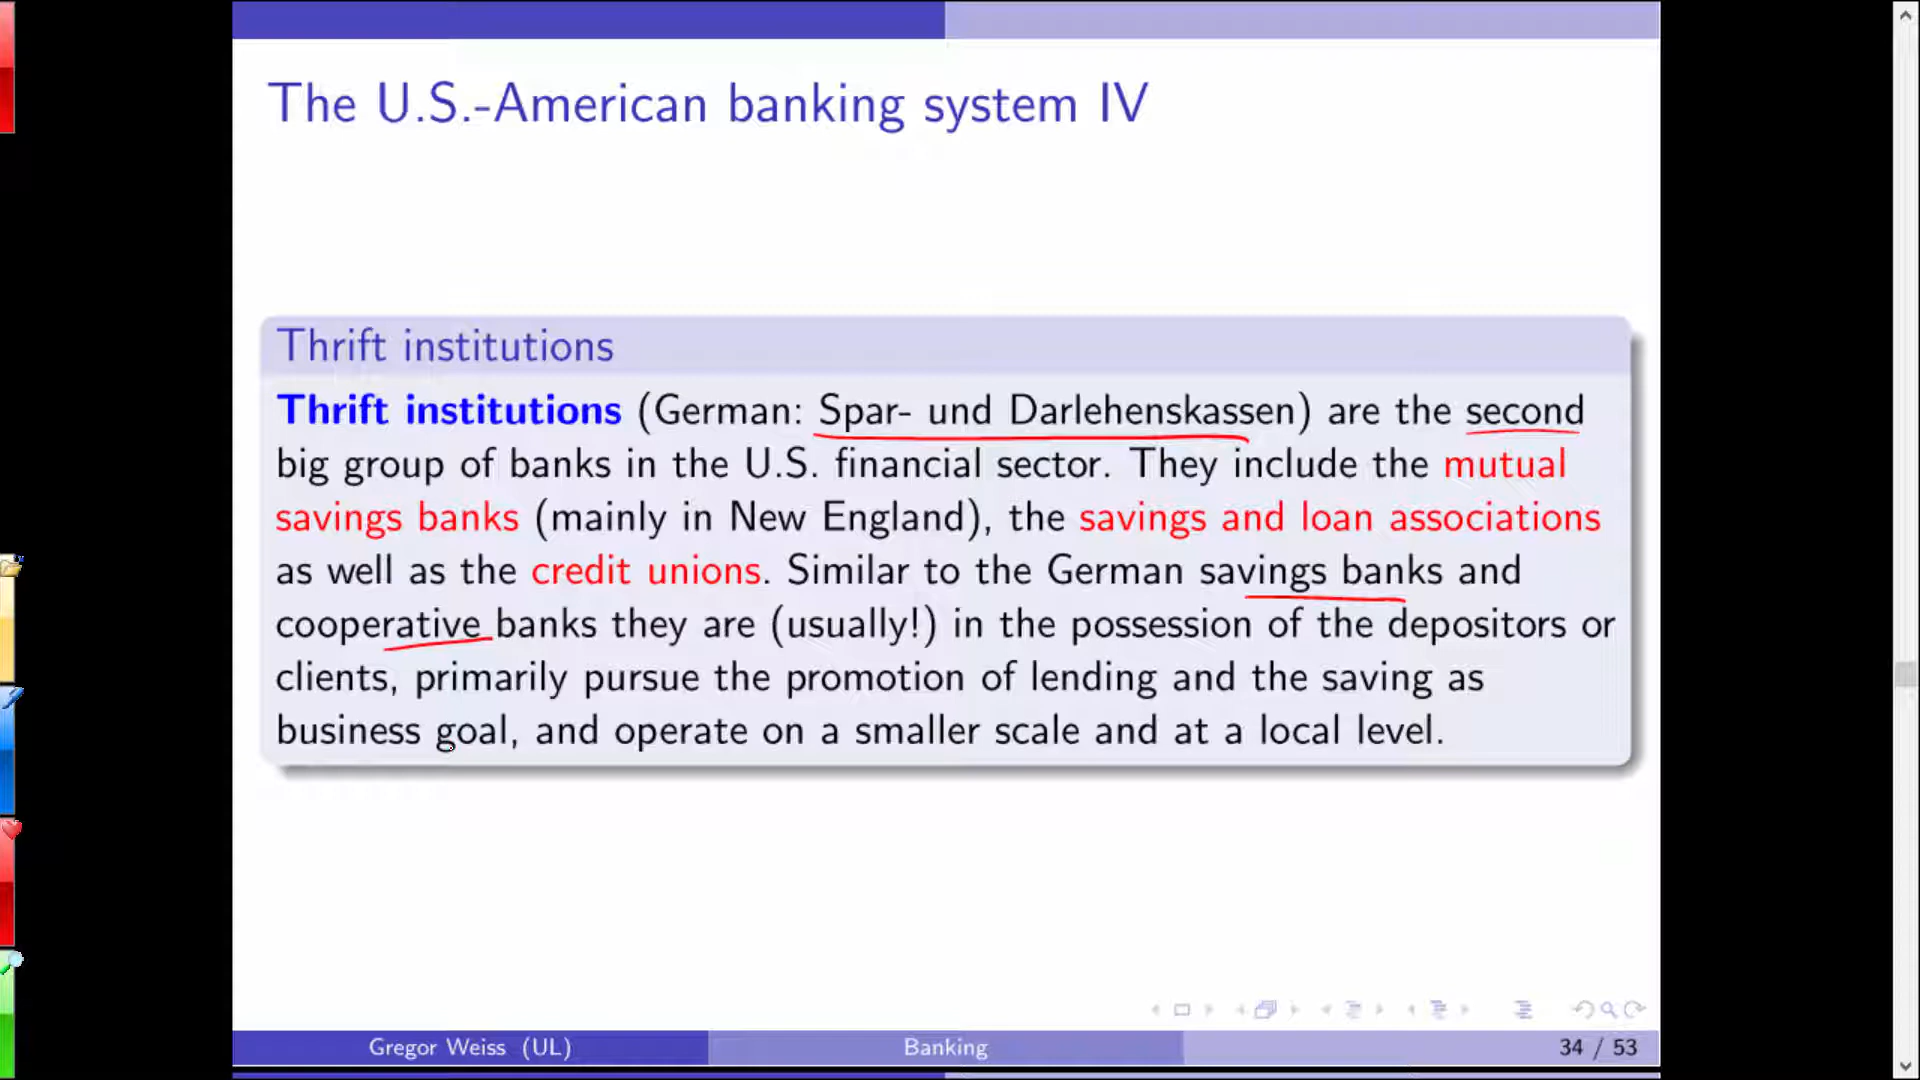 The U.S.-American banking system IV
Thrift institutions
Thrift institutions (German: Spar- und Darlehenskassen) are the second
big group of banks in the U.S. financial sector. They include the mutual
savings banks (mainly in New England), the savings and loan associations
as well as the credit unions. Similar to the German savings banks and
cooperative banks they are (usually!) in the possession of the depositors or
clients, primarily pursue the promotion of lending and the saving as
business goal, and operate on a smaller scale and at a local level.
Gregor Weiss (UL) Banking 34 / 53